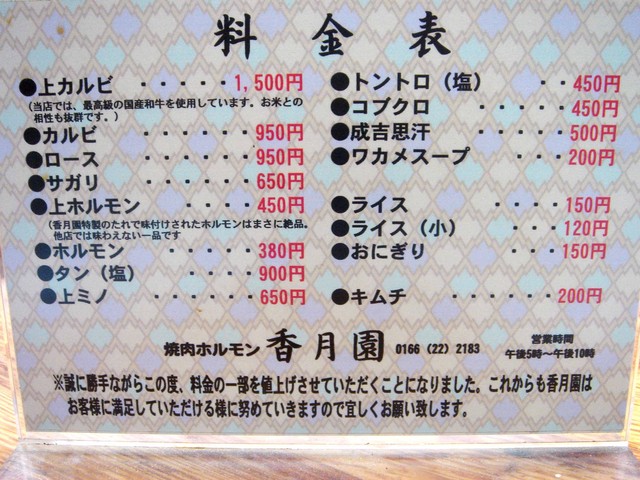 料金表
●上カルビ ・・・・・1,500円
(当店では、最高級の国産和牛を使用しています。お米との
相性も抜群です。)
●カルビ ・・・・・・950円
●ロース ・・・・・・950円
●サガリ ・・・・・・650円
●上ホルモン ・・・・・450円
(香月園特製のたれで味付けされたホルモンはまさに絶品。
他店では味わえない一品です
●ホルモン ・・・・・380円
●タン（塩） ・・・・900円
●上ミノ ・・・・・・650円
●トントロ（塩） ・・450円
●コブクロ ・・・・・450円
●成吉思汗 ・・・・・500円
●ワカメスープ ・・・200円
●ライス ・・・・150円
●ライス（小） ・・・120円
●おにぎり ・・・150円
●キムチ ・・・・・・200円
焼肉ホルモン 香月園 0166（22）2183
営業時間
午後5時〜午後10時
※誠に勝手ながらこの度、料金の一部を値上げさせていただくことになりました。これからも香月園は
お客様に満足していただける様に努めていきますので宜しくお願い致します。